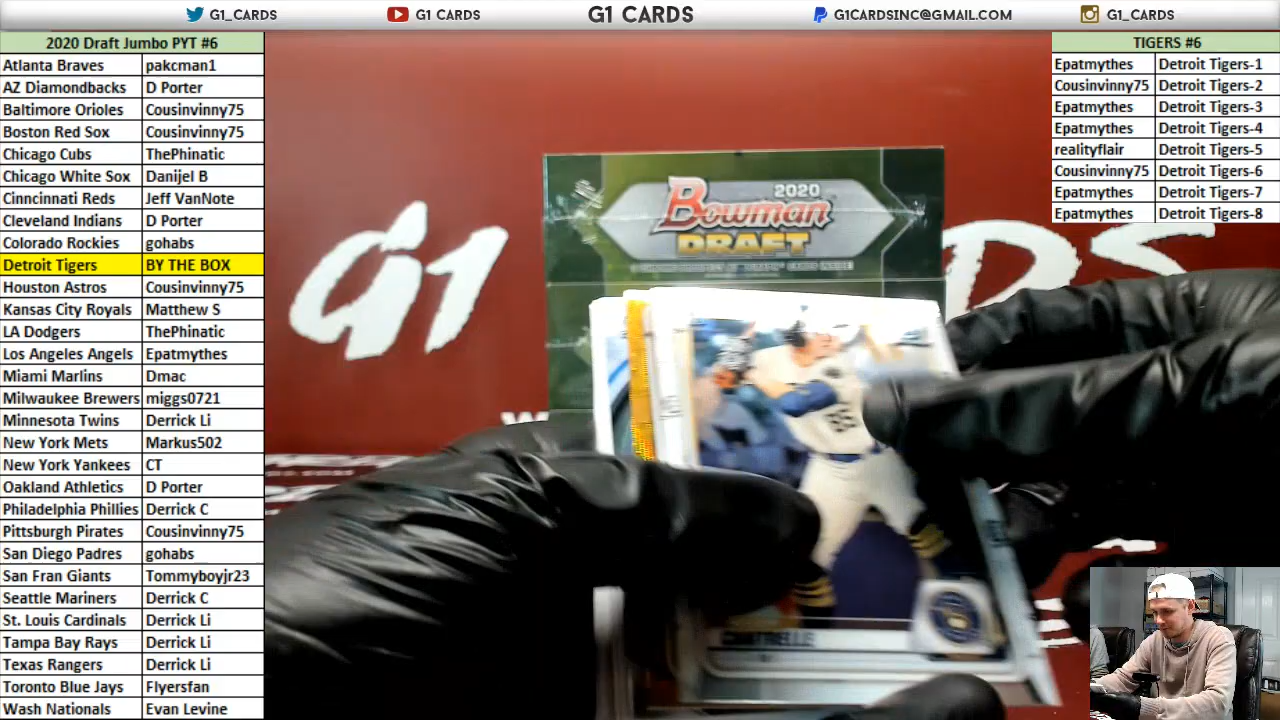 G1_CARDS
G1 CARDS
G1 CARDS
G1CARDSINC@GMAIL.COM
G1_CARDS
2020 Draft Jumbo PYT #6
Atlanta Braves pakcman1
AZ Diamondbacks D Porter
Baltimore Orioles Cousinvinny75
Boston Red Sox Cousinvinny75
Chicago Cubs ThePhinatic
Chicago White Sox Danijel B
Cinncinnati Reds Jeff VanNote
Cleveland Indians D Porter
Colorado Rockies gohabs
Detroit Tigers BY THE BOX
Houston Astros Cousinvinny75
Kansas City Royals Matthew S
LA Dodgers ThePhinatic
Los Angeles Angels Epatmythes
Miami Marlins Dmac
Milwaukee Brewers miggs0721
Minnesota Twins Derrick Li
New York Mets Markus502
New York Yankees CT
Oakland Athletics D Porter
Philadelphia Phillies Derrick C
Pittsburgh Pirates Cousinvinny75
San Diego Padres gohabs
San Fran Giants Tommyboyjr23
Seattle Mariners Derrick C
St. Louis Cardinals Derrick Li
Tampa Bay Rays Derrick Li
Texas Rangers Derrick Li
Toronto Blue Jays Flyersfan
Wash Nationals Evan Levine
TIGERS #6
Epatmythes Detroit Tigers-1
Cousinvinny75 Detroit Tigers-2
Epatmythes Detroit Tigers-3
Epatmythes Detroit Tigers-4
realityflair Detroit Tigers-5
Cousinvinny75 Detroit Tigers-6
Epatmythes Detroit Tigers-7
Epatmythes Detroit Tigers-8
2020
Bowman
DRAFT
G1